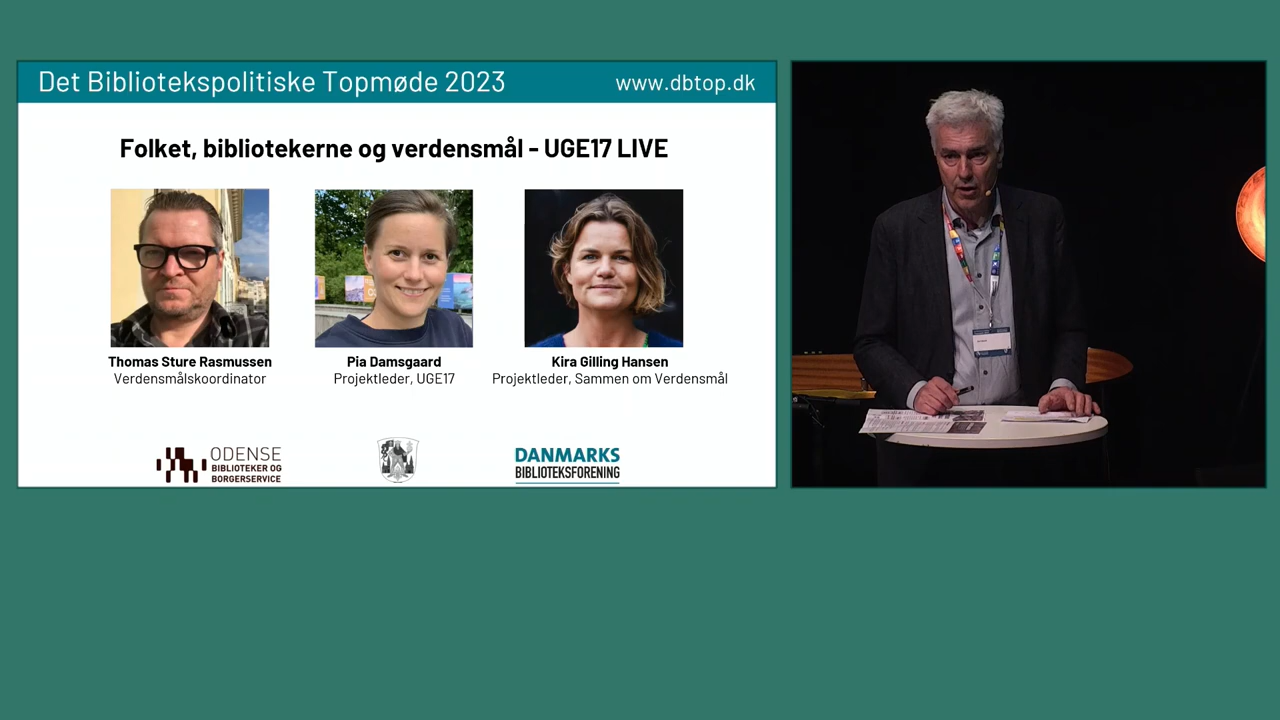 Det Bibliotekspolitiske Topmøde 2023
www.dbtop.dk
Folket, bibliotekerne og verdensmål - UGE17 LIVE
Thomas Sture Rasmussen
Verdensmålskoordinator
Pia Damsgaard
Projektleder, UGE17
Kira Gilling Hansen
Projektleder, Sammen om Verdensmål
ODENSE
BIBLIOTEKER OG
BORGERSERVICE
DANMARKS
BIBLIOTEKSFORENING